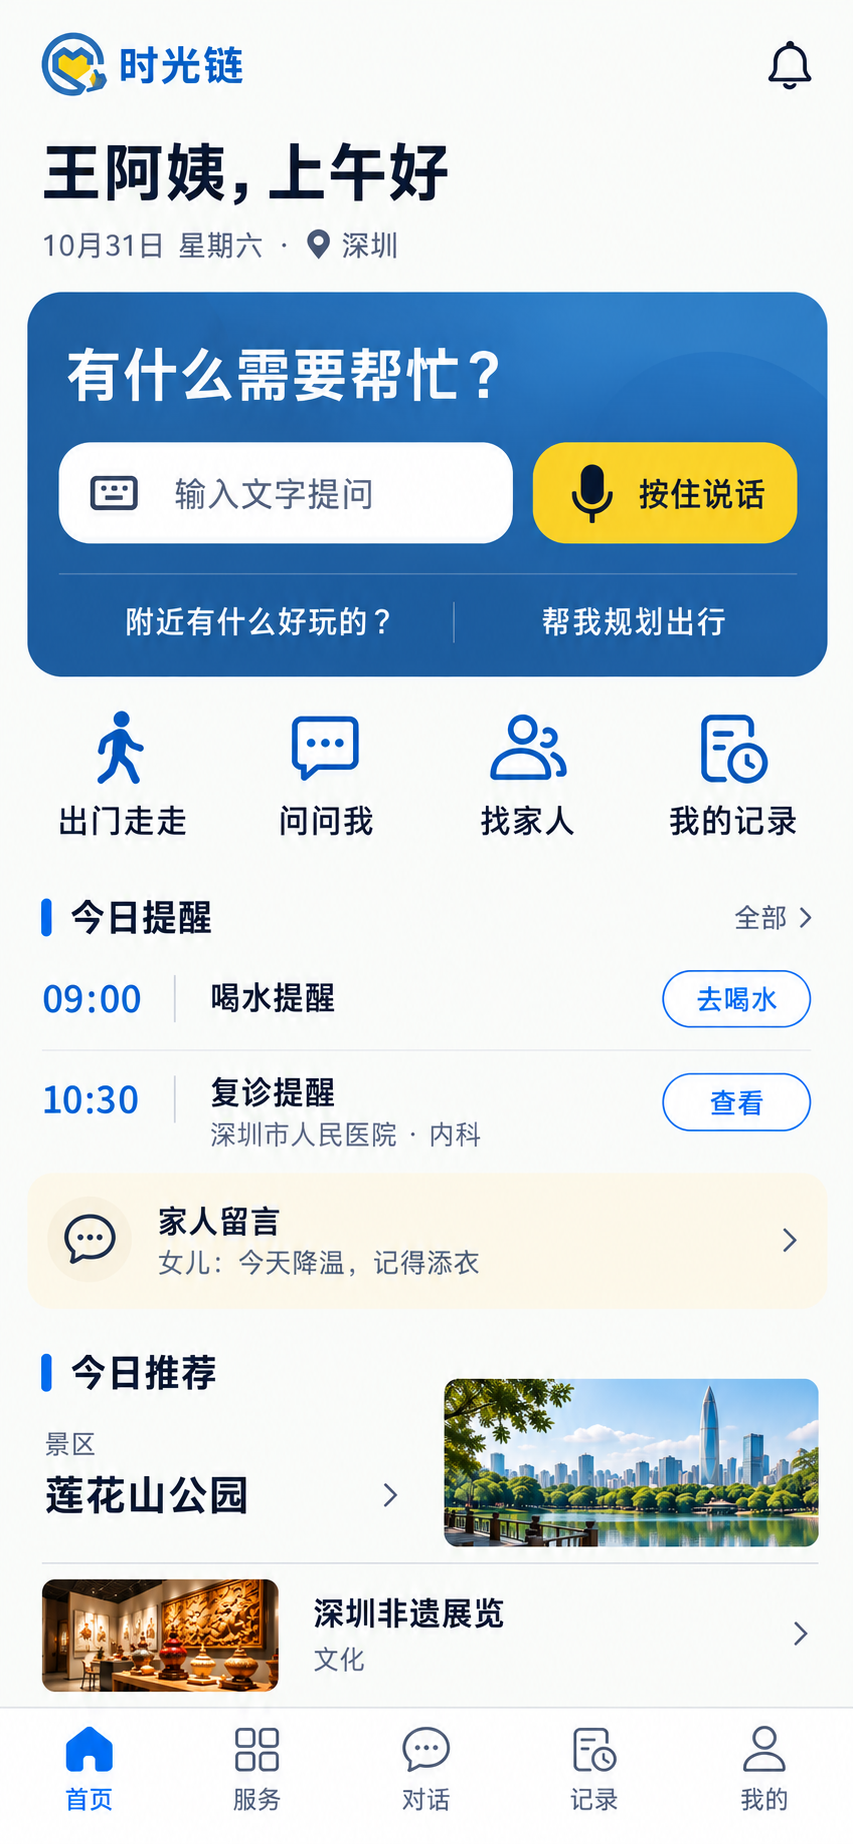 时光链
王阿姨，上午好
10月31日 星期六 · 深圳
有什么需要帮忙？
输入文字提问
按住说话
附近有什么好玩的？
帮我规划出行
出门走走
问问我
找家人
我的记录
今日提醒
全部
09:00
喝水提醒
去喝水
10:30
复诊提醒
深圳市人民医院 · 内科
查看
家人留言
女儿：今天降温，记得添衣
今日推荐
景区
莲花山公园
深圳非遗展览
文化
首页
服务
对话
记录
我的